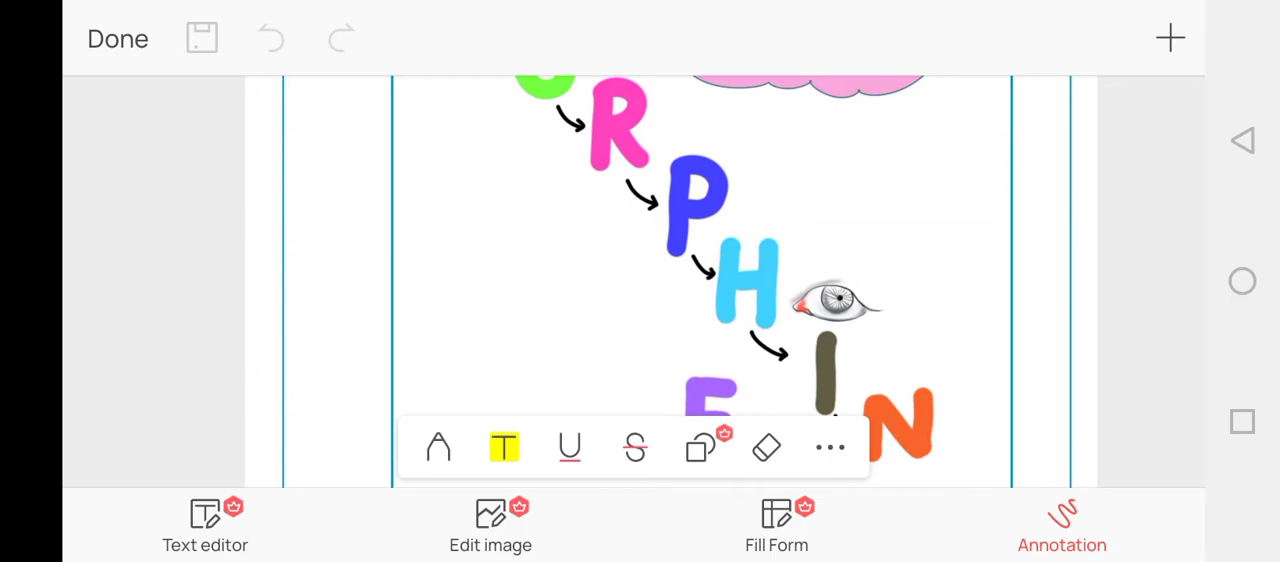 Done
R
P
H
I
N
T
U
S
Text editor
Edit image
Fill Form
Annotation